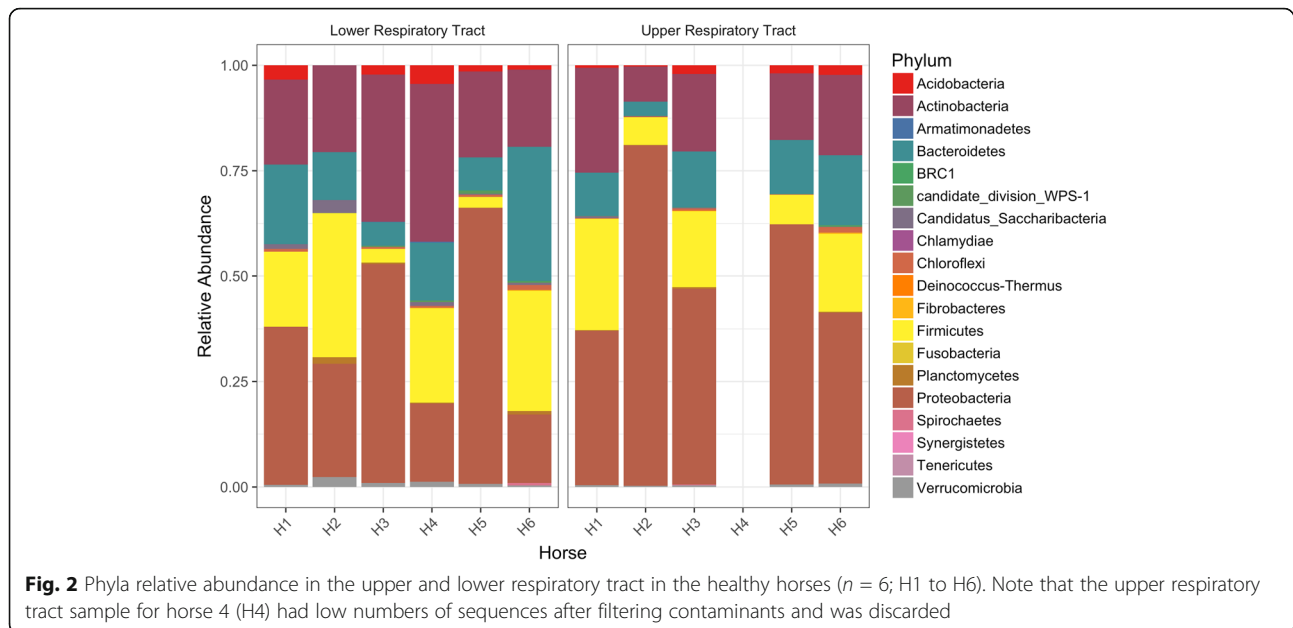 Lower Respiratory Tract
Upper Respiratory Tract
Relative Abundance
1.00
0.75
0.50
0.25
0.00
H1
H2
H3
H4
H5
H6
H1
H2
H3
H4
H5
H6
Horse
Phylum
Acidobacteria
Actinobacteria
Armatimonadetes
Bacteroidetes
BRC1
candidate_division_WPS-1
Candidatus_Saccharibacteria
Chlamydiae
Chloroflexi
Deinococcus-Thermus
Fibrobacteres
Firmicutes
Fusobacteria
Planctomycetes
Proteobacteria
Spirochaetes
Synergistetes
Tenericutes
Verrucomicrobia
Fig. 2 Phyla relative abundance in the upper and lower respiratory tract in the healthy horses (n = 6; H1 to H6). Note that the upper respiratory
tract sample for horse 4 (H4) had low numbers of sequences after filtering contaminants and was discarded